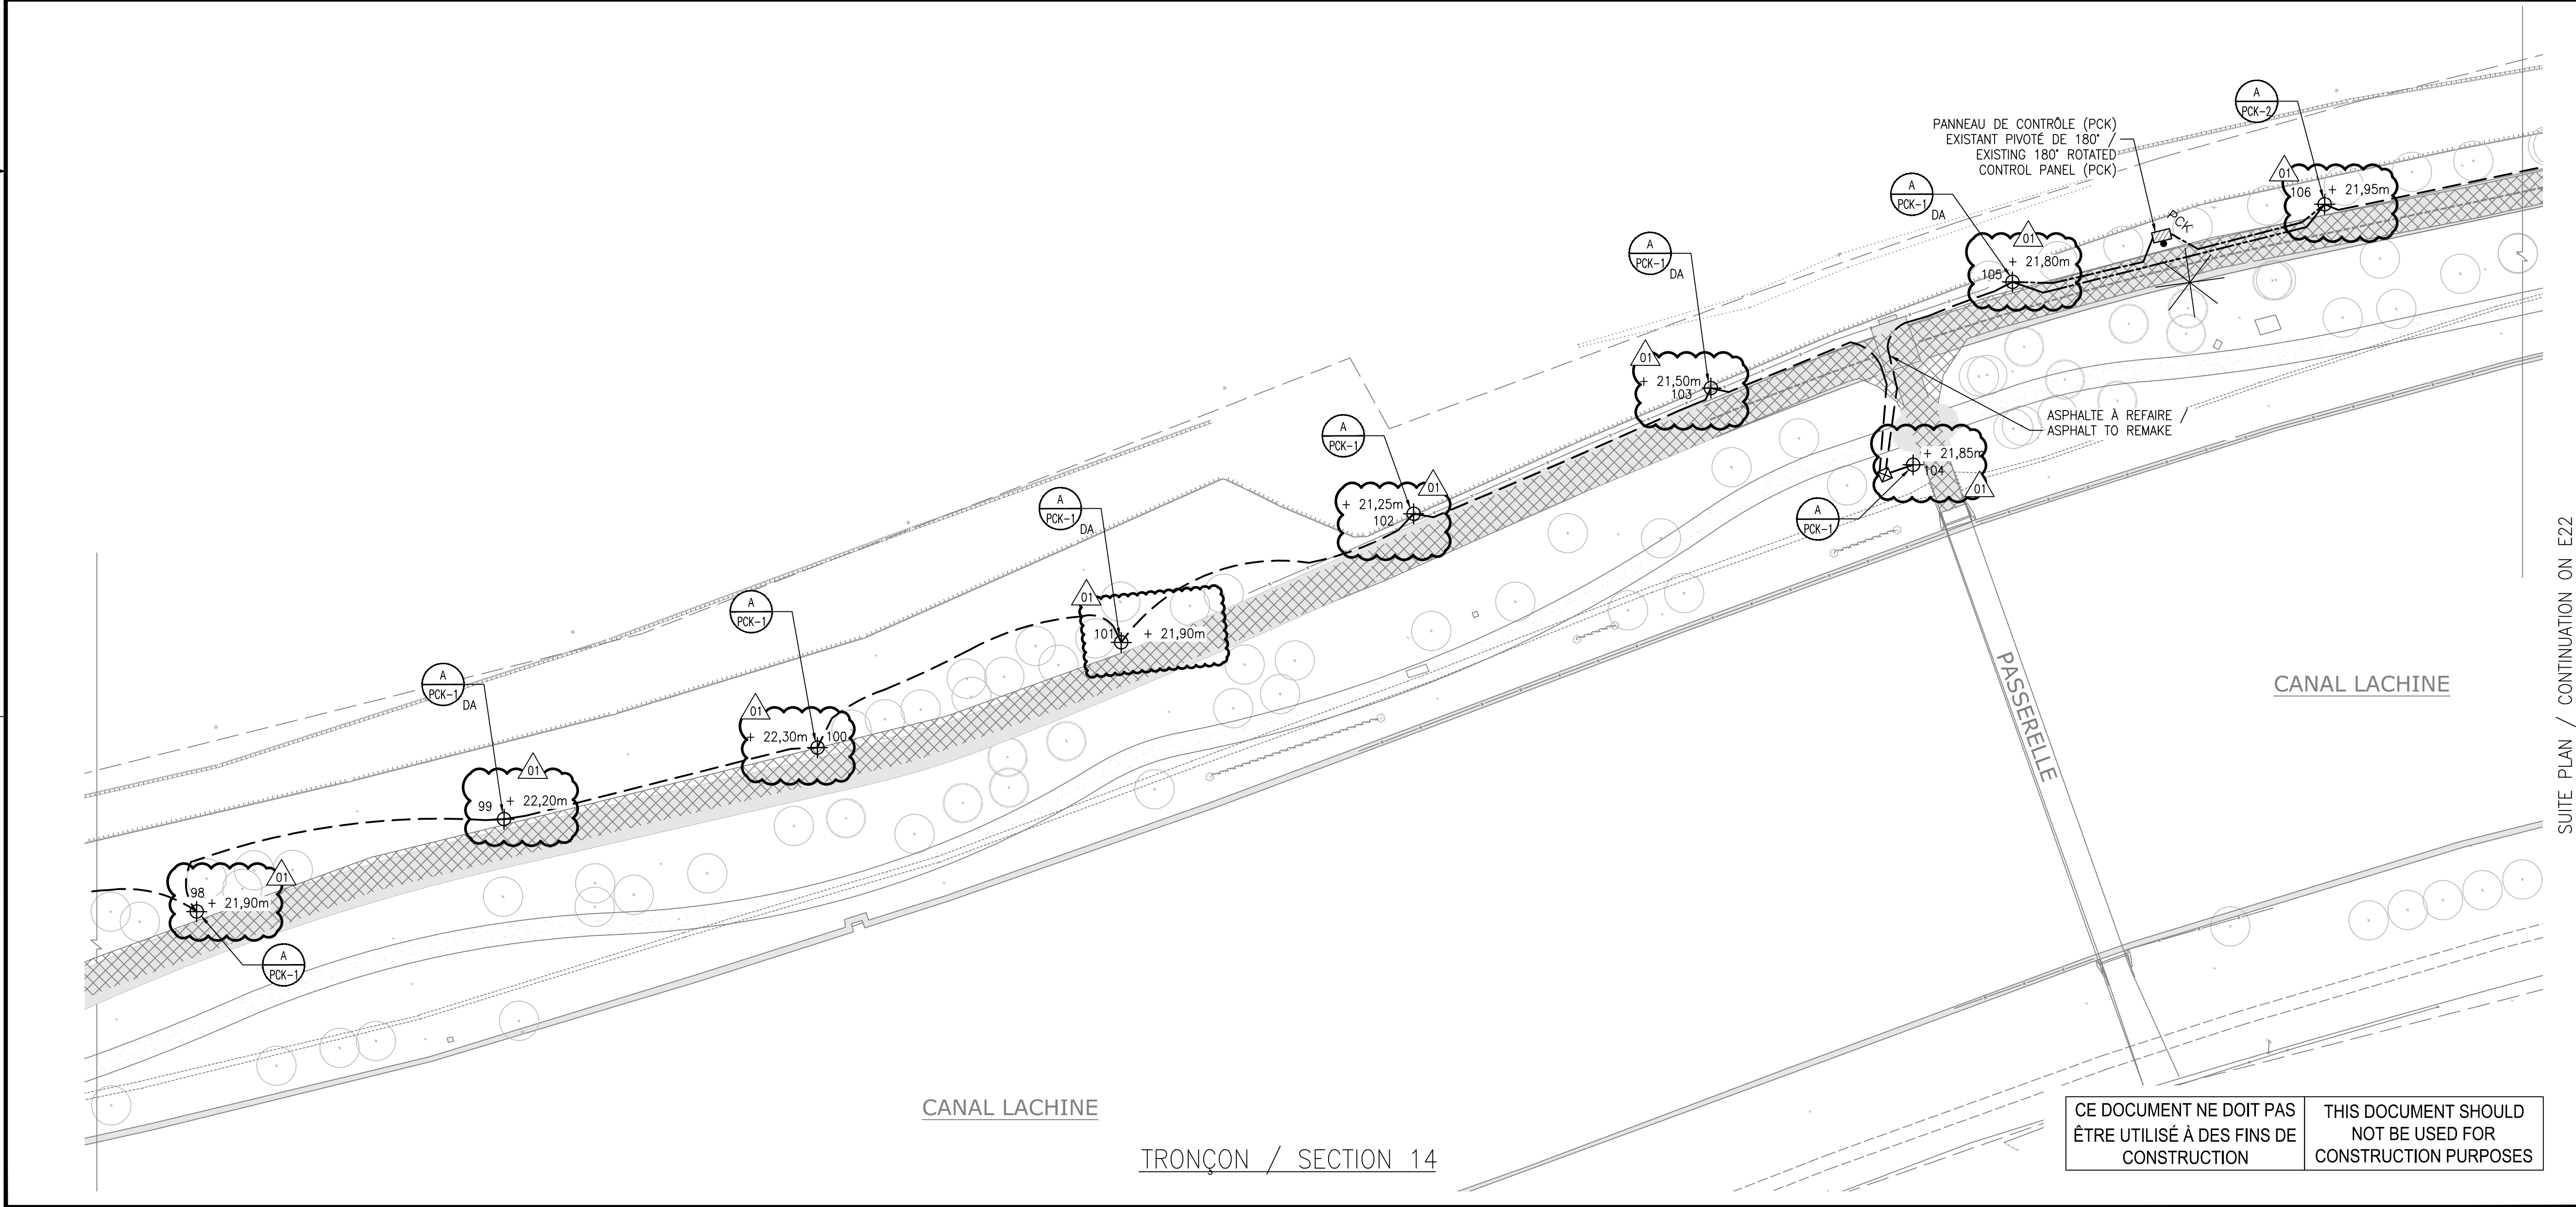 A
PCK-2
PANNEAU DE CONTRÔLE (PCK)
EXISTANT PIVOTÉ DE 180° /
EXISTING 180° ROTATED
CONTROL PANEL (PCK)
01
106
+ 21,95m
A
PCK-1
DA
PCK
01
+ 21,80m
105
A
PCK-1
DA
01
+ 21,50m
103
ASPHALTE À REFAIRE /
ASPHALT TO REMAKE
+ 21,85m
104
01
A
PCK-1
A
PCK-1
01
+ 21,25m
102
A
PCK-1
DA
01
101
+ 21,90m
A
PCK-1
01
+ 22,30m
100
A
PCK-1
DA
01
99
+ 22,20m
01
98
+ 21,90m
A
PCK-1
PASSERELLE
CANAL LACHINE
SUITE PLAN / CONTINUATION ON E22
CANAL LACHINE
TRONÇON / SECTION 14
CE DOCUMENT NE DOIT PAS
ÊTRE UTILISÉ À DES FINS DE
CONSTRUCTION
THIS DOCUMENT SHOULD
NOT BE USED FOR
CONSTRUCTION PURPOSES